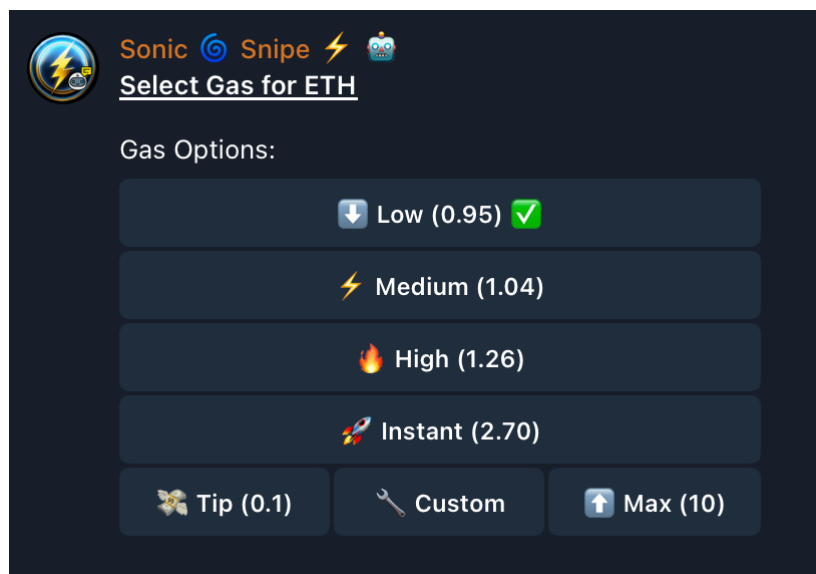 Sonic 🌀 Snipe ⚡ 🤖
Select Gas for ETH
Gas Options:
⬇️ Low (0.95) ✅
⚡ Medium (1.04)
🔥 High (1.26)
🚀 Instant (2.70)
💸 Tip (0.1) 🔧 Custom ⬆️ Max (10)